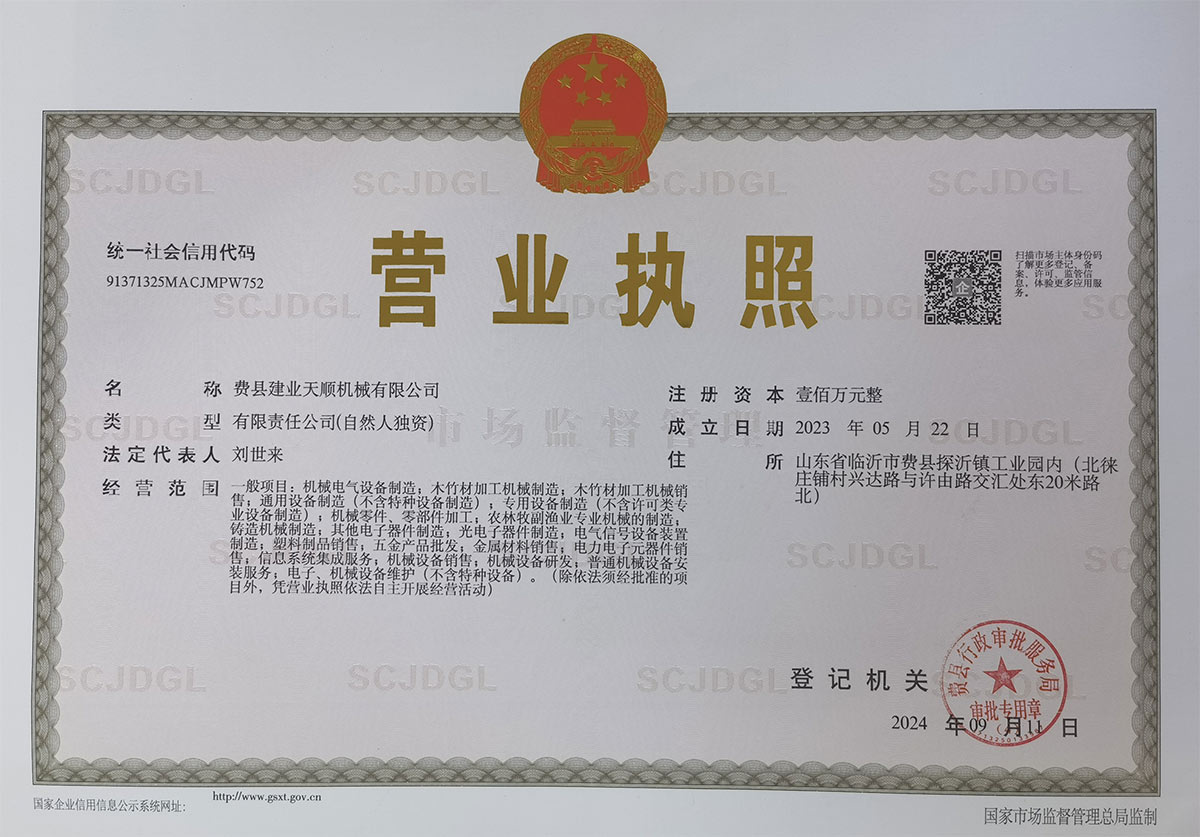 营业执照
统一社会信用代码
91371325MACJMPW752
扫描市场主体身份码
了解更多登记、备
案、许可、监管信
息，体验更多应用服
务。
名称 费县建业天顺机械有限公司
类型 有限责任公司(自然人独资)
法定代表人 刘世来
经营范围 一般项目：机械电气设备制造；木竹材加工机械制造；木竹材加工机械销
售；通用设备制造（不含特种设备制造）；专用设备制造（不含许可类专
业设备制造）；机械零件、零部件加工；农林牧副渔业专业机械的制造；
铸造机械制造；其他电子器件制造；光电子器件制造；电气信号设备装置
制造；塑料制品销售；五金产品批发；金属材料销售；电力电子元器件销
售；信息系统集成服务；机械设备销售；机械设备研发；普通机械设备安
装服务；电子、机械设备维护（不含特种设备）。（除依法须经批准的项
目外，凭营业执照依法自主开展经营活动）
注册资本 壹佰万元整
成立日期 2023 年 05 月 22 日
住所 山东省临沂市费县探沂镇工业园内（北徕
庄铺村兴达路与许由路交汇处东20米路
北）
登记机关
费县行政审批服务局
审批专用章
2024 年 09 月 11 日
国家企业信用信息公示系统网址：
http://www.gsxt.gov.cn
国家市场监督管理总局监制
SCJDGL
市场监督管理